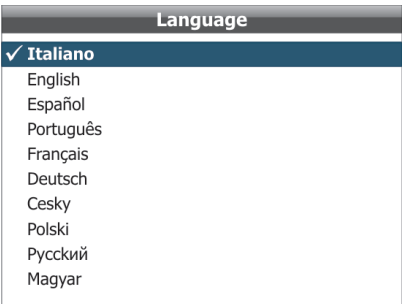 Language
✓ Italiano
English
Español
Português
Français
Deutsch
Cesky
Polski
Русский
Magyar